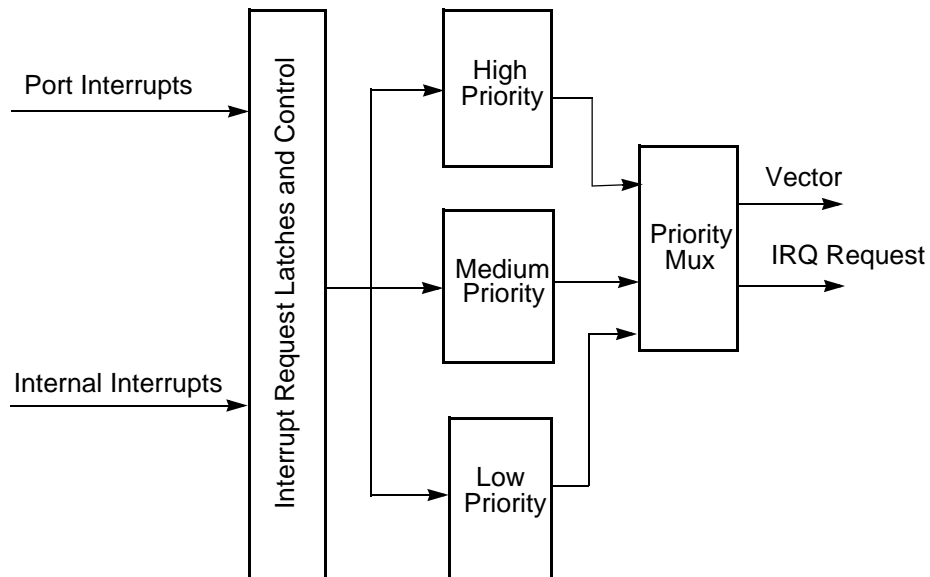 Port Interrupts
Internal Interrupts
Interrupt Request Latches and Control
High
Priority
Medium
Priority
Low
Priority
Priority
Mux
Vector
IRQ Request